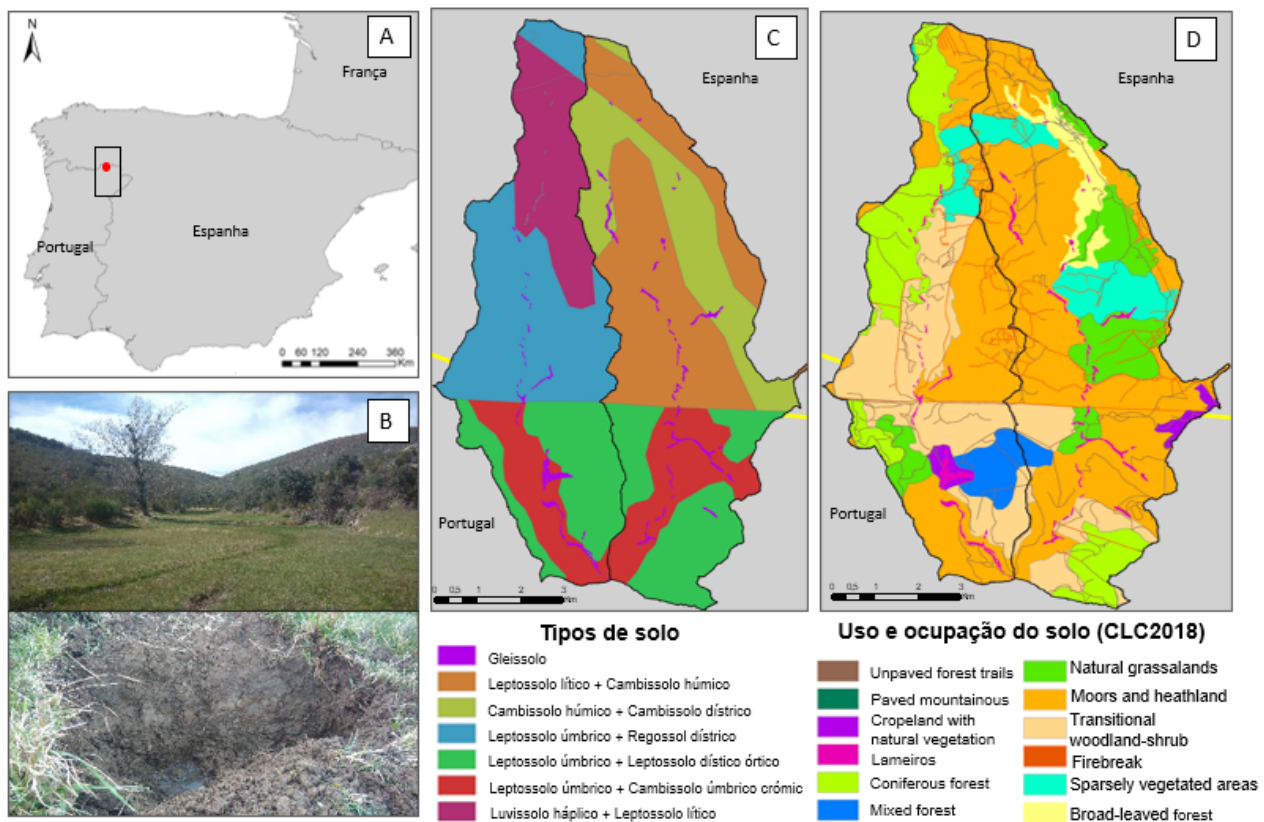 N
A
França
Portugal
Espanha
0 60 120 240 360
Km
B
C
Espanha
Portugal
0 0,5 1 2 3
Km
D
Espanha
Portugal
0 0,5 1 2 3
Km
Tipos de solo
Gleissolo
Leptossolo lítico + Cambissolo húmico
Cambissolo húmico + Cambissolo dístrico
Leptossolo úmbrico + Regossol dístrico
Leptossolo úmbrico + Leptossolo dístico órtico
Leptossolo úmbrico + Cambissolo úmbrico crómic
Luvissolo háplico + Leptossolo lítico
Uso e ocupação do solo (CLC2018)
Unpaved forest trails
Paved mountainous
Cropeland with
natural vegetation
Lameiros
Coniferous forest
Mixed forest
Natural grassalands
Moors and heathland
Transitional
woodland-shrub
Firebreak
Sparsely vegetated areas
Broad-leaved forest